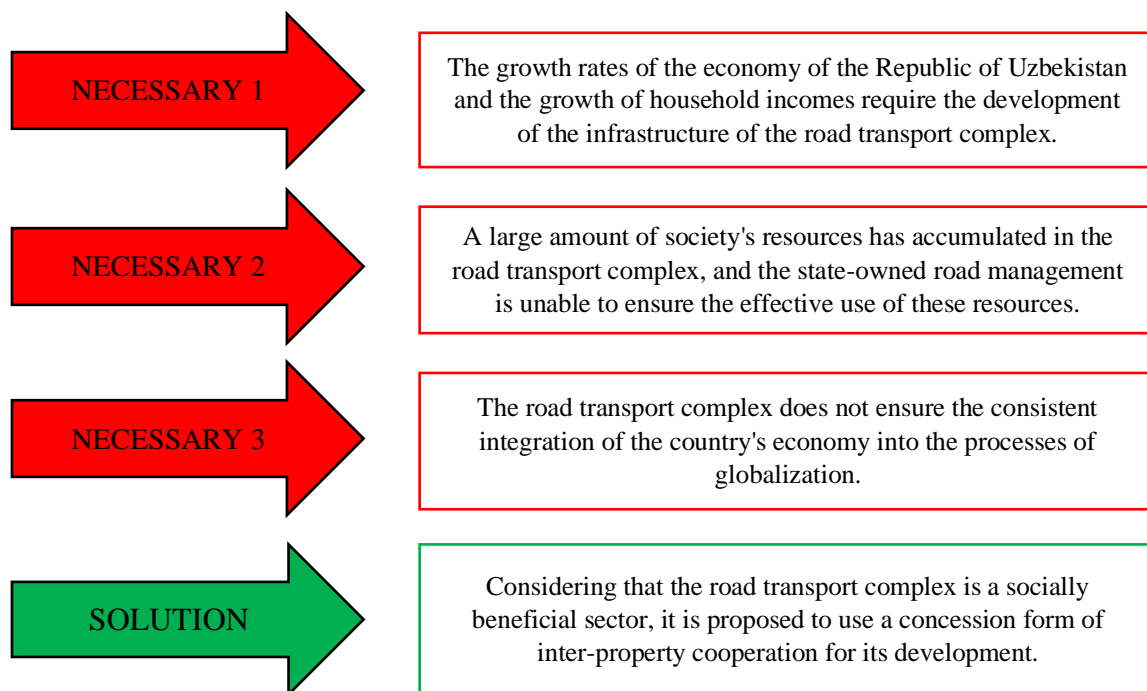 NECESSARY 1
The growth rates of the economy of the Republic of Uzbekistan
and the growth of household incomes require the development
of the infrastructure of the road transport complex.
NECESSARY 2
A large amount of society's resources has accumulated in the
road transport complex, and the state-owned road management
is unable to ensure the effective use of these resources.
NECESSARY 3
The road transport complex does not ensure the consistent
integration of the country's economy into the processes of
globalization.
SOLUTION
Considering that the road transport complex is a socially
beneficial sector, it is proposed to use a concession form of
inter-property cooperation for its development.